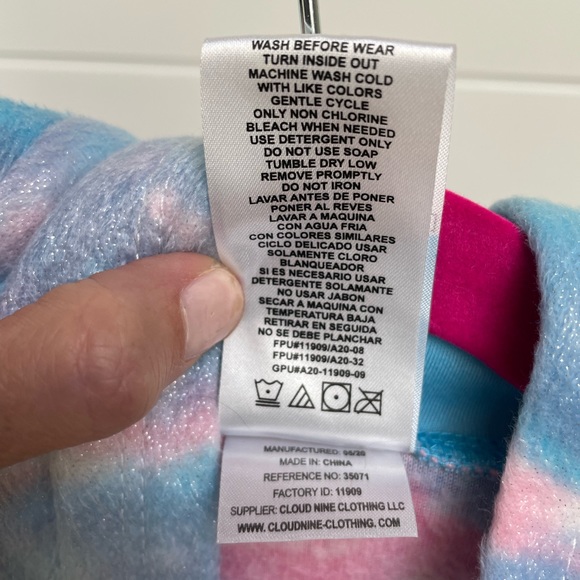 WASH BEFORE WEAR
TURN INSIDE OUT
MACHINE WASH COLD
WITH LIKE COLORS
GENTLE CYCLE
ONLY NON CHLORINE
BLEACH WHEN NEEDED
USE DETERGENT ONLY
DO NOT USE SOAP
TUMBLE DRY LOW
REMOVE PROMPTLY
DO NOT IRON
LAVAR ANTES DE PONER
PONER AL REVES
LAVAR A MAQUINA
CON AGUA FRIA
CON COLORES SIMILARES
CICLO DELICADO USAR
SOLAMENTE CLORO
BLANQUEADOR
SI ES NECESARIO USAR
DETERGENTE SOLAMANTE
NO USAR JABON
SECAR A MAQUINA CON
TEMPERATURA BAJA
RETIRAR EN SEGUIDA
NO SE DEBE PLANCHAR
FPU#11909/A20-08
FPU#11909/A20-32
GPU#A20-11909-09
MANUFACTURED:
MADE IN: CHINA
REFERENCE NO: 35071
FACTORY ID: 11909
SUPPLIER: CLOUD NINE CLOTHING LLC
WWW.CLOUDNINE-CLOTHING.COM